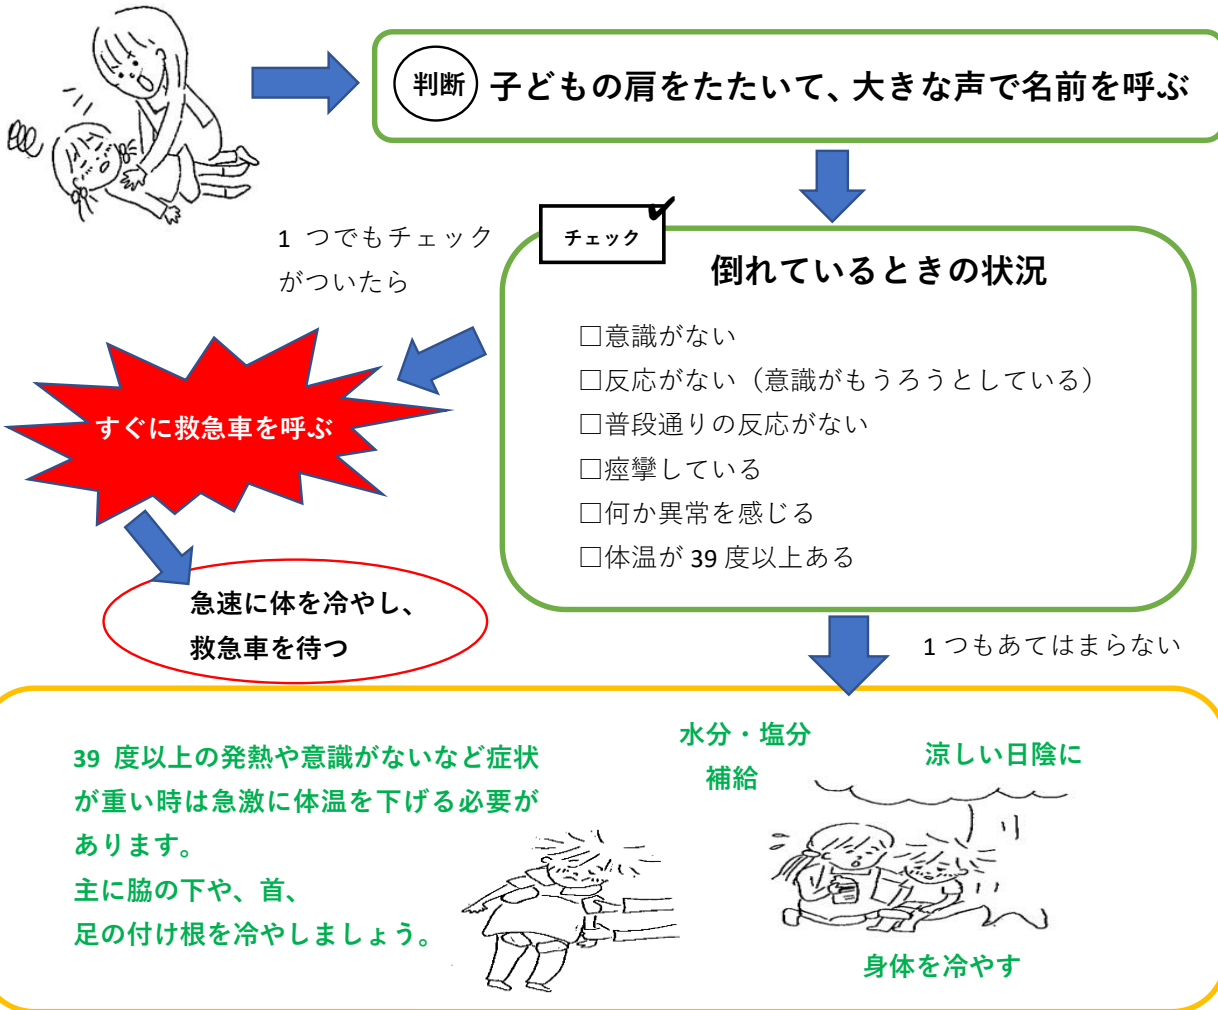 判断 子どもの肩をたたいて、大きな声で名前を呼ぶ
チェック
倒れているときの状況
□意識がない
□反応がない（意識がもうろうとしている）
□普段通りの反応がない
□痙攣している
□何か異常を感じる
□体温が 39 度以上ある
1 つでもチェック
がついたら
すぐに救急車を呼ぶ
急速に体を冷やし、
救急車を待つ
1 つもあてはまらない
39 度以上の発熱や意識がないなど症状
が重い時は急激に体温を下げる必要が
あります。
主に脇の下や、首、
足の付け根を冷やしましょう。
水分・塩分
補給
涼しい日陰に
身体を冷やす